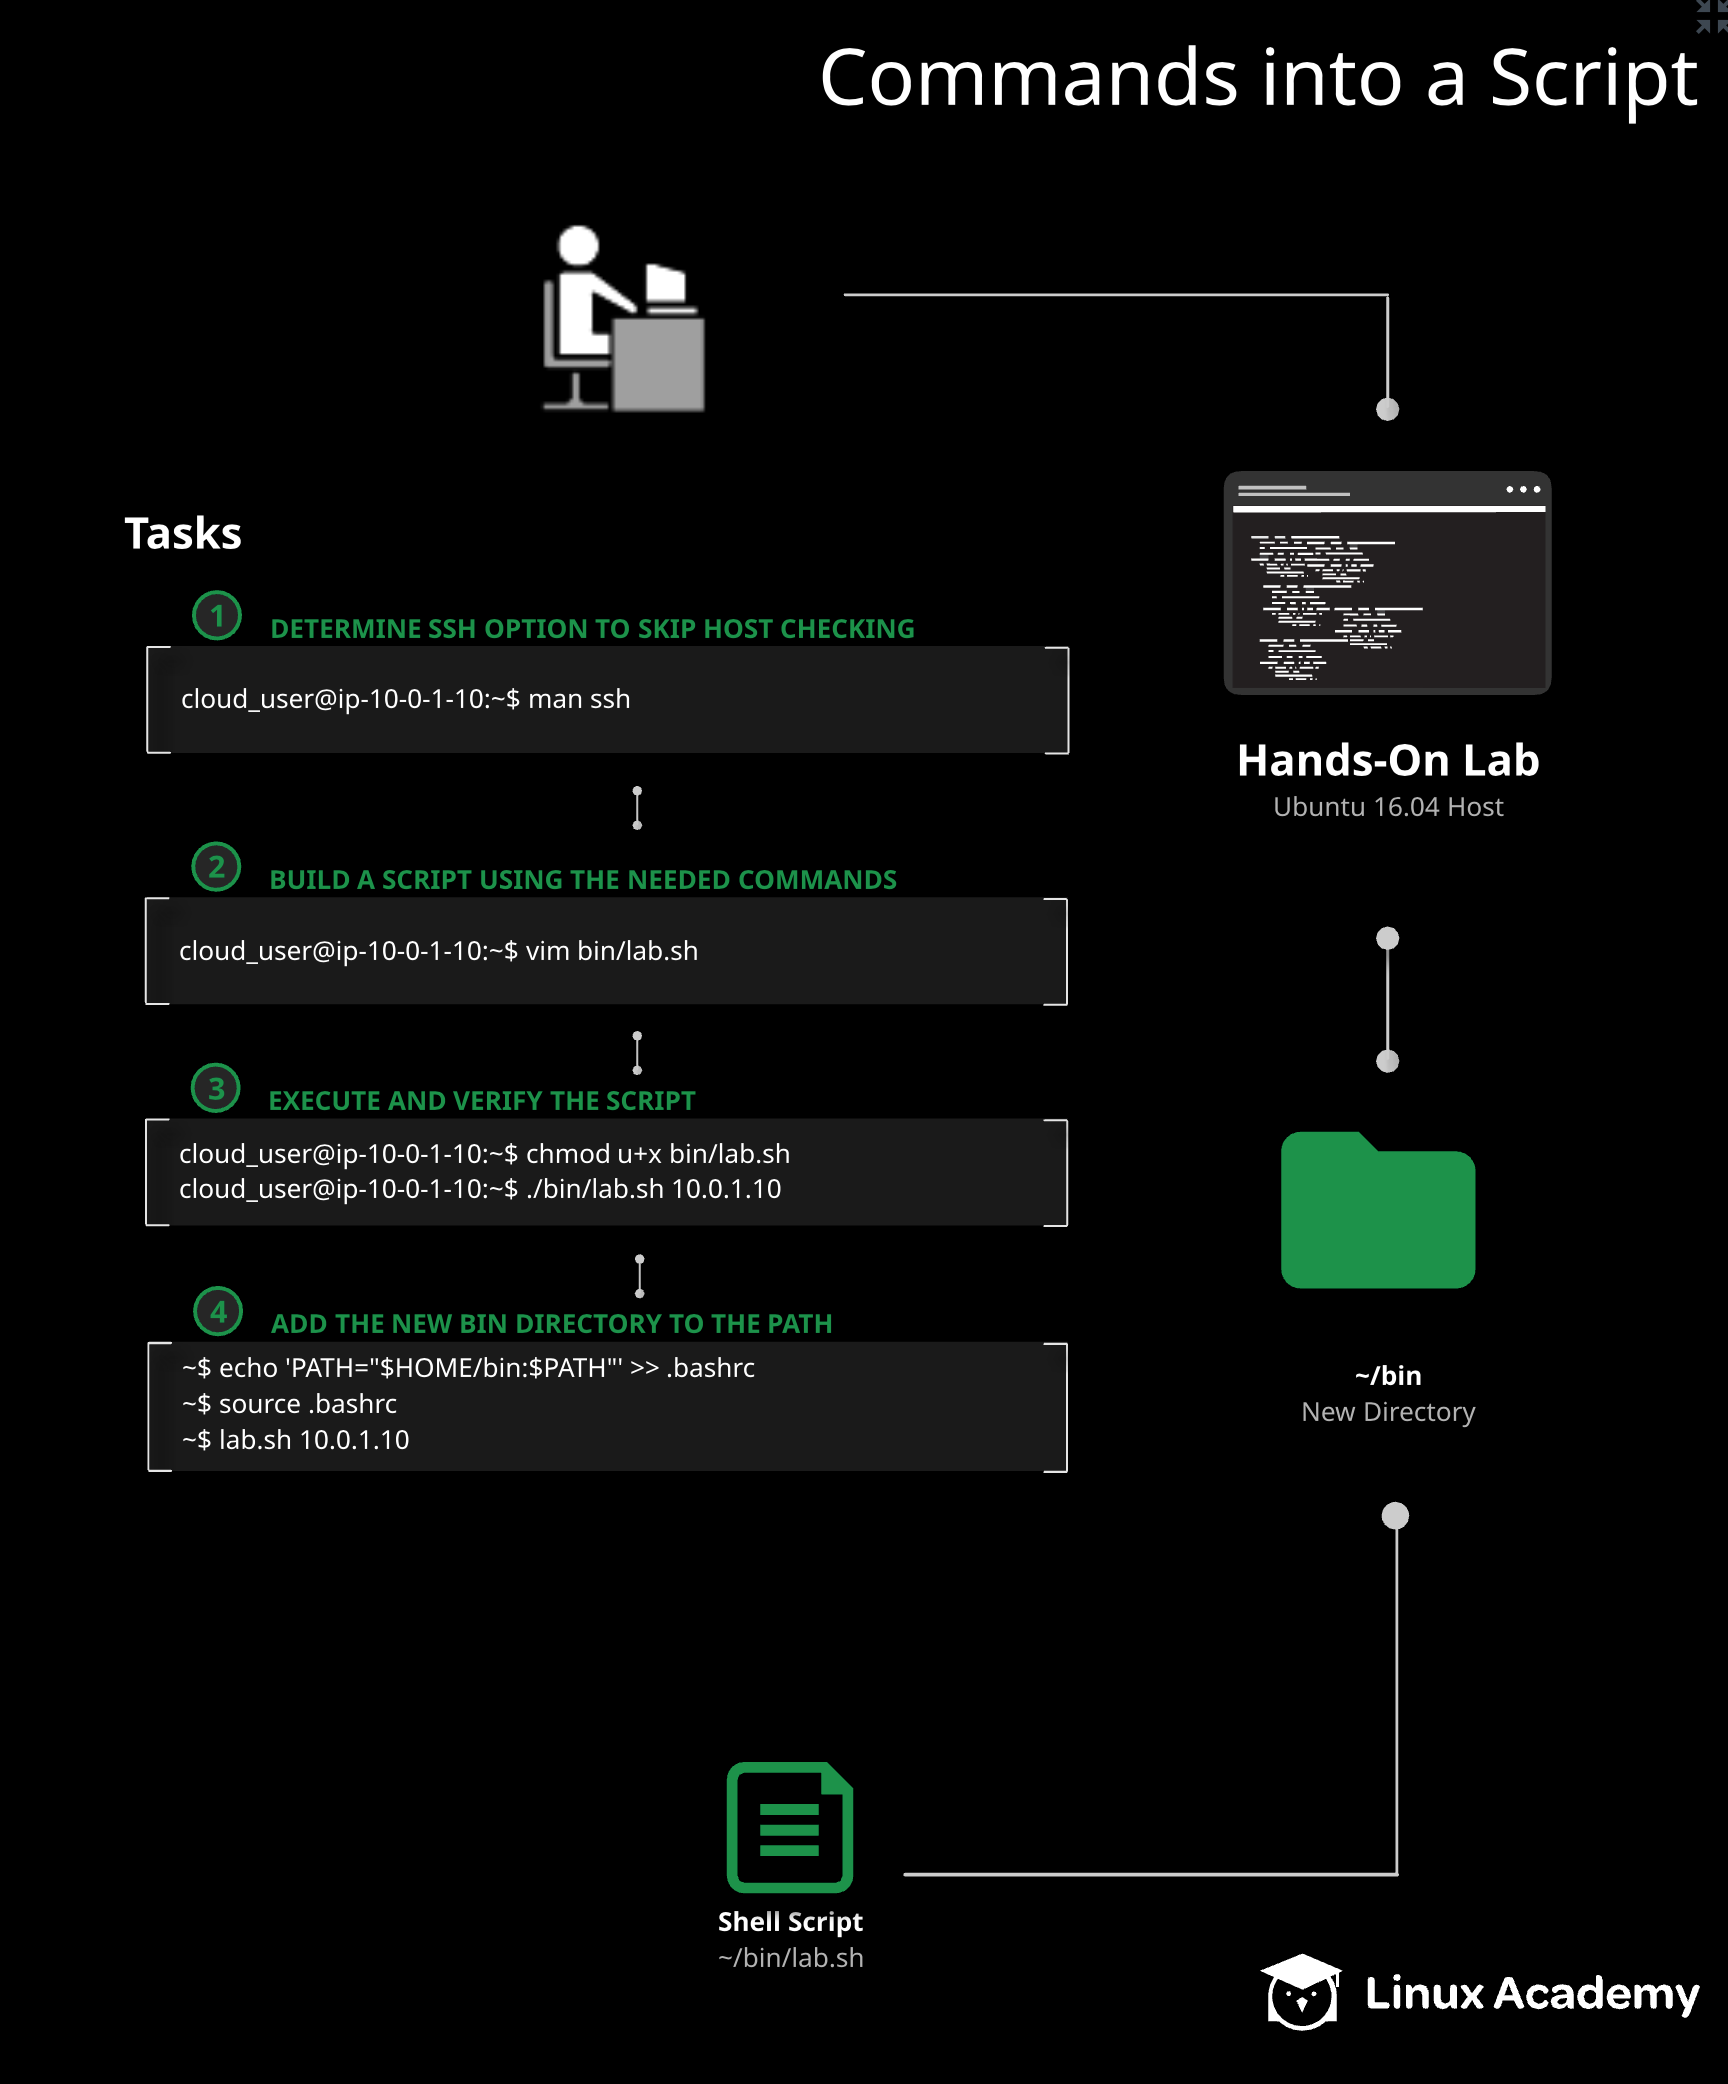 Commands into a Script
Tasks
1
DETERMINE SSH OPTION TO SKIP HOST CHECKING
cloud_user@ip-10-0-1-10:~$ man ssh
2
BUILD A SCRIPT USING THE NEEDED COMMANDS
cloud_user@ip-10-0-1-10:~$ vim bin/lab.sh
3
EXECUTE AND VERIFY THE SCRIPT
cloud_user@ip-10-0-1-10:~$ chmod u+x bin/lab.sh
cloud_user@ip-10-0-1-10:~$ ./bin/lab.sh 10.0.1.10
4
ADD THE NEW BIN DIRECTORY TO THE PATH
~$ echo 'PATH="$HOME/bin:$PATH"' >> .bashrc
~$ source .bashrc
~$ lab.sh 10.0.1.10
Hands-On Lab
Ubuntu 16.04 Host
~/bin
New Directory
Shell Script
~/bin/lab.sh
Linux Academy